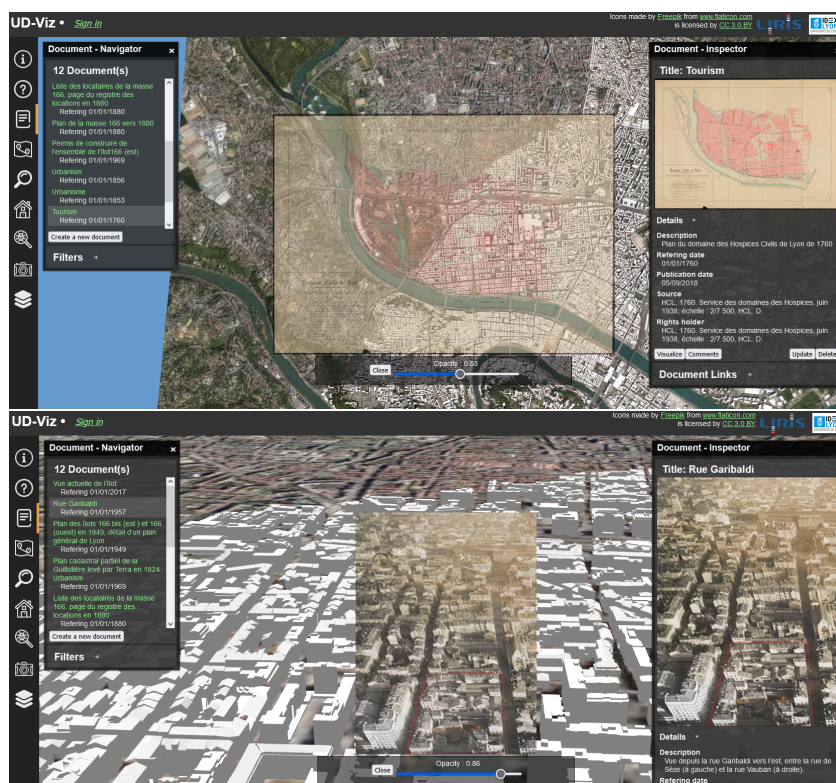 UD-Viz • Sign in
Icons made by Freepik from www.flaticon.com
is licensed by CC 3.0 BY
LIRIS
IDEX
LYON
Document - Navigator ×
12 Document(s)
Liste des locataires de la masse
166, page du registre des
locations en 1880
Refering 01/01/1880
Plan de la masse 166 vers 1880
Refering 01/01/1880
Permis de construire de
l'ensemble de l'îlot166 (est)
Refering 01/01/1969
Urbanism
Refering 01/01/1856
Urbanisme
Refering 01/01/1853
Tourism
Refering 01/01/1760
Create a new document
Filters
Opacity : 0.53
Close
Document - Inspector
Title: Tourism
Details
Description
Plan du domaine des Hospices Civils de Lyon de 1760
Refering date
01/01/1760
Publication date
05/09/2018
Source
HCL, 1760. Service des domaines des Hospices, juin
1938, échelle : 2/7 500, HCL. D.
Rights holder
HCL, 1760. Service des domaines des Hospices, juin
1938, échelle : 2/7 500, HCL. D.
Visualize Comments Update Delete
Document Links
UD-Viz • Sign in
Icons made by Freepik from www.flaticon.com
is licensed by CC 3.0 BY
LIRIS
IDEX
LYON
Document - Navigator ×
12 Document(s)
Vue actuelle de l'îlot
Refering 01/01/2017
Rue Garibaldi
Refering 01/01/1957
Plan des îlots 166 bis (est ) et 166
(ouest) en 1949, détail d'un plan
général de Lyon
Refering 01/01/1949
Plan cadastral partiel de la
Guillotière levé par Terra en 1824
Urbanism
Refering 01/01/1969
Liste des locataires de la masse
166, page du registre des
locations en 1880
Refering 01/01/1880
Create a new document
Filters
Opacity : 0.86
Close
Document - Inspector
Title: Rue Garibaldi
Details
Description
Vue depuis la rue Garibaldi vers l'est, entre la rue de
Sèze (à gauche) et la rue Vauban (à droite).
Refering date